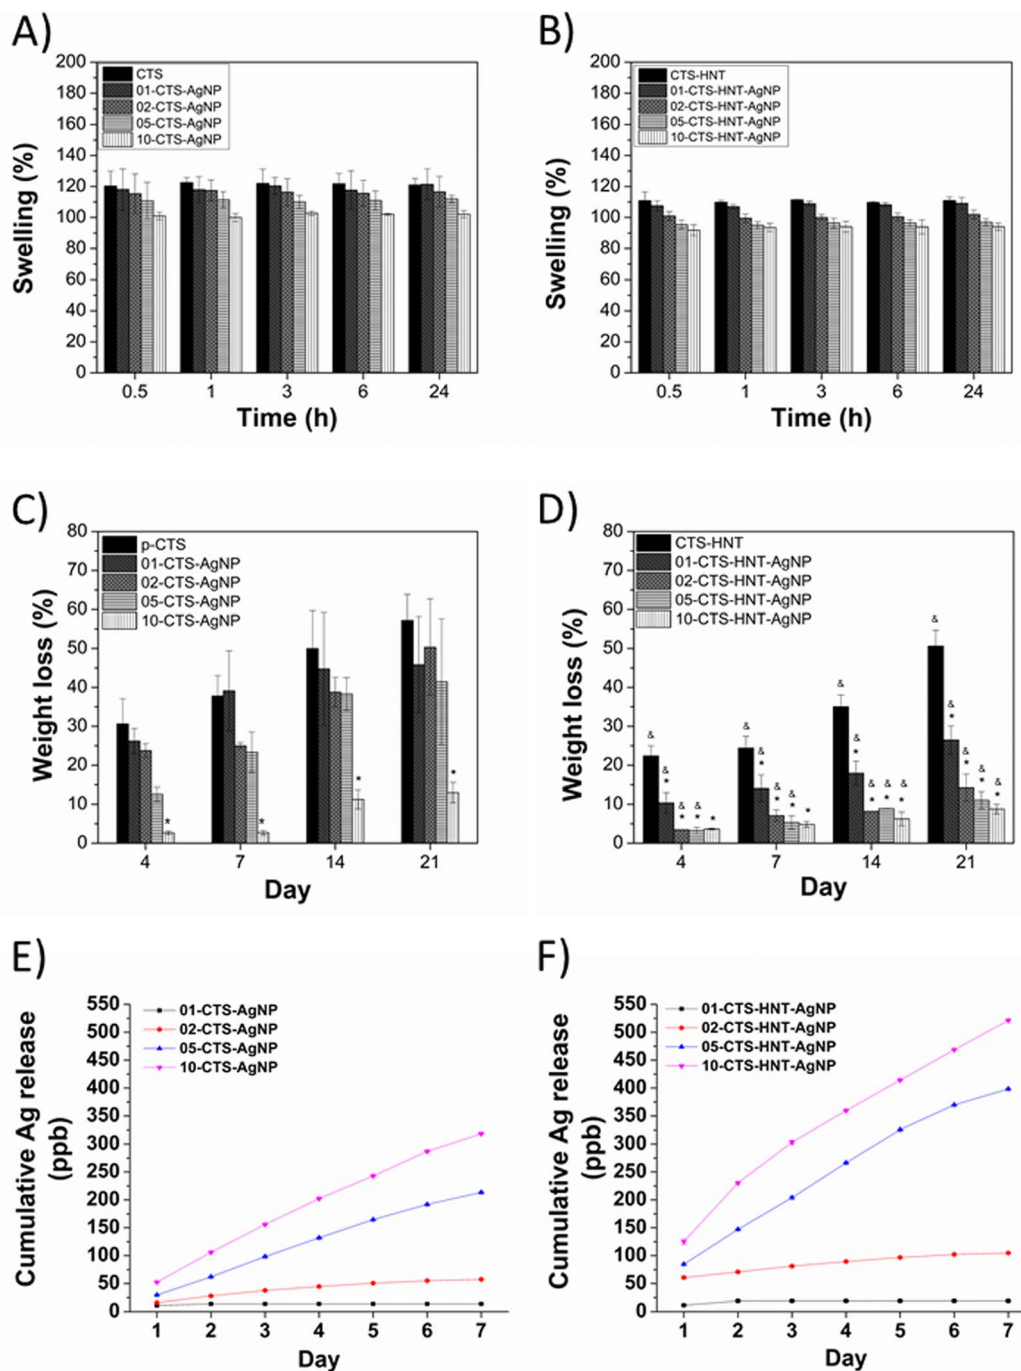 A)
Swelling (%)
200
180
160
140
120
100
80
60
40
20
0
CTS
01-CTS-AgNP
02-CTS-AgNP
05-CTS-AgNP
10-CTS-AgNP
0.5 1 3 6 24
Time (h)
B)
Swelling (%)
200
180
160
140
120
100
80
60
40
20
0
CTS-HNT
01-CTS-HNT-AgNP
02-CTS-HNT-AgNP
05-CTS-HNT-AgNP
10-CTS-HNT-AgNP
0.5 1 3 6 24
Time (h)
C)
Weight loss (%)
80
70
60
50
40
30
20
10
0
p-CTS
01-CTS-AgNP
02-CTS-AgNP
05-CTS-AgNP
10-CTS-AgNP
* * * *
4 7 14 21
Day
D)
Weight loss (%)
80
70
60
50
40
30
20
10
0
CTS-HNT
01-CTS-HNT-AgNP
02-CTS-HNT-AgNP
05-CTS-HNT-AgNP
10-CTS-HNT-AgNP
& & & & & & & & & & & & & & & & & &
* * * * * * * * * * * * * * * *
4 7 14 21
Day
E)
Cumulative Ag release
(ppb)
550
500
450
400
350
300
250
200
150
100
50
0
01-CTS-AgNP
02-CTS-AgNP
05-CTS-AgNP
10-CTS-AgNP
1 2 3 4 5 6 7
Day
F)
Cumulative Ag release
(ppb)
550
500
450
400
350
300
250
200
150
100
50
0
01-CTS-HNT-AgNP
02-CTS-HNT-AgNP
05-CTS-HNT-AgNP
10-CTS-HNT-AgNP
1 2 3 4 5 6 7
Day